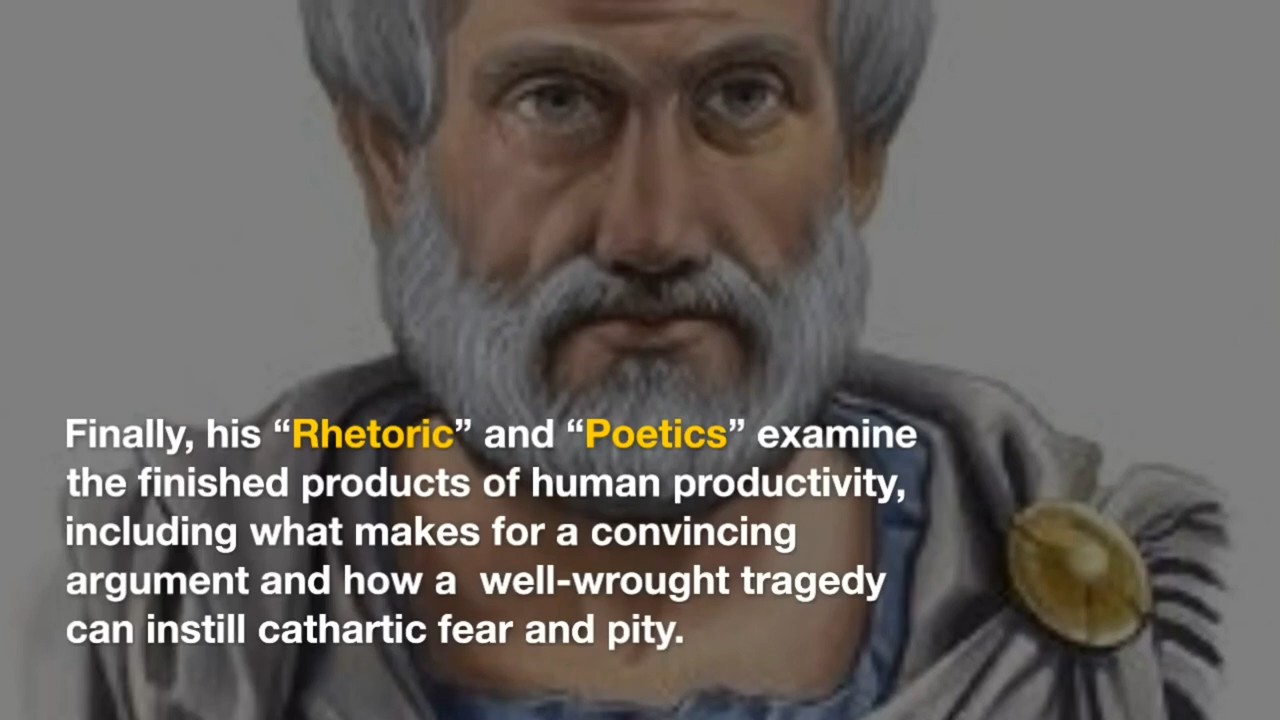 Finally, his “Rhetoric” and “Poetics” examine
the finished products of human productivity,
including what makes for a convincing
argument and how a  well-wrought tragedy
can instill cathartic fear and pity.